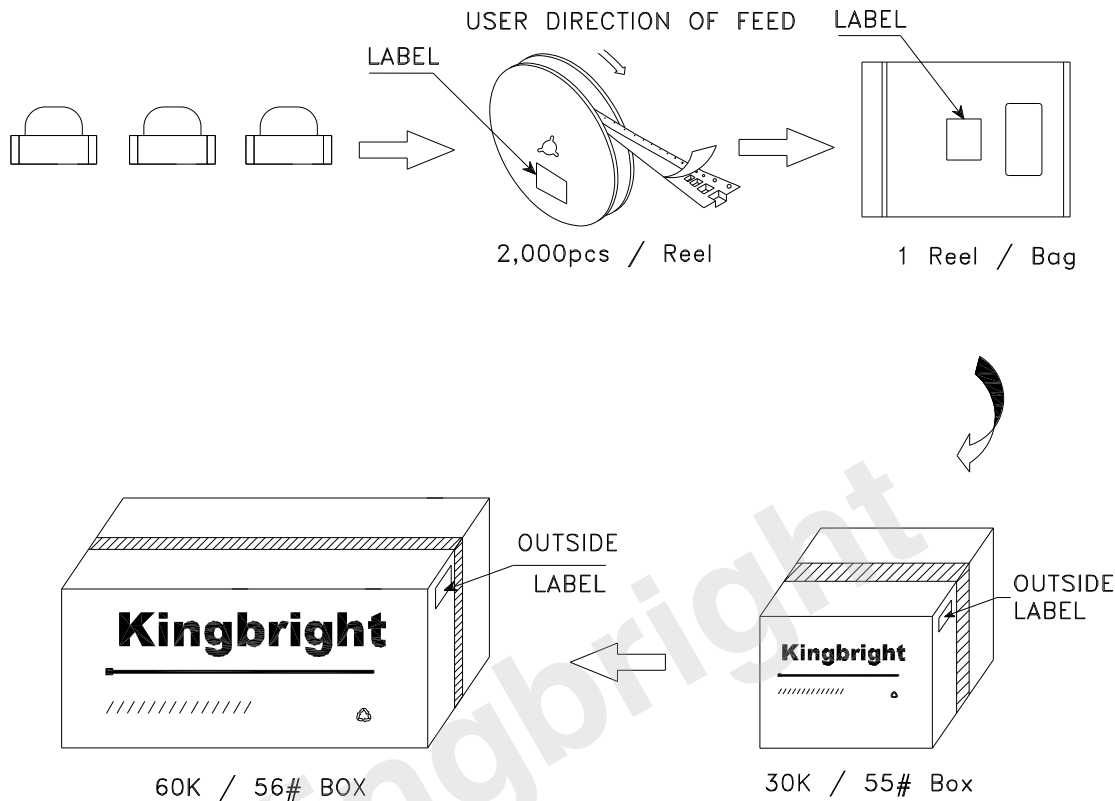 USER DIRECTION OF FEED
LABEL
LABEL
2,000pcs / Reel
1 Reel / Bag
OUTSIDE
LABEL
OUTSIDE
LABEL
Kingbright
Kingbright
60K / 56# BOX
30K / 55# Box
Kingbright